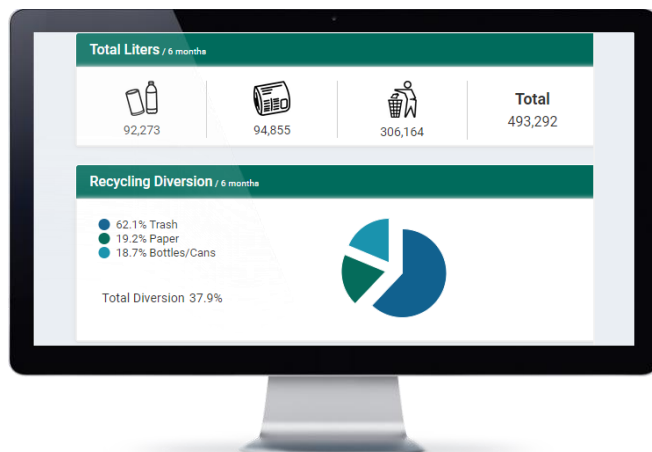 Total Liters / 6 months
92,273
94,855
306,164
Total
493,292
Recycling Diversion / 6 months
62.1% Trash
19.2% Paper
18.7% Bottles/Cans
Total Diversion 37.9%